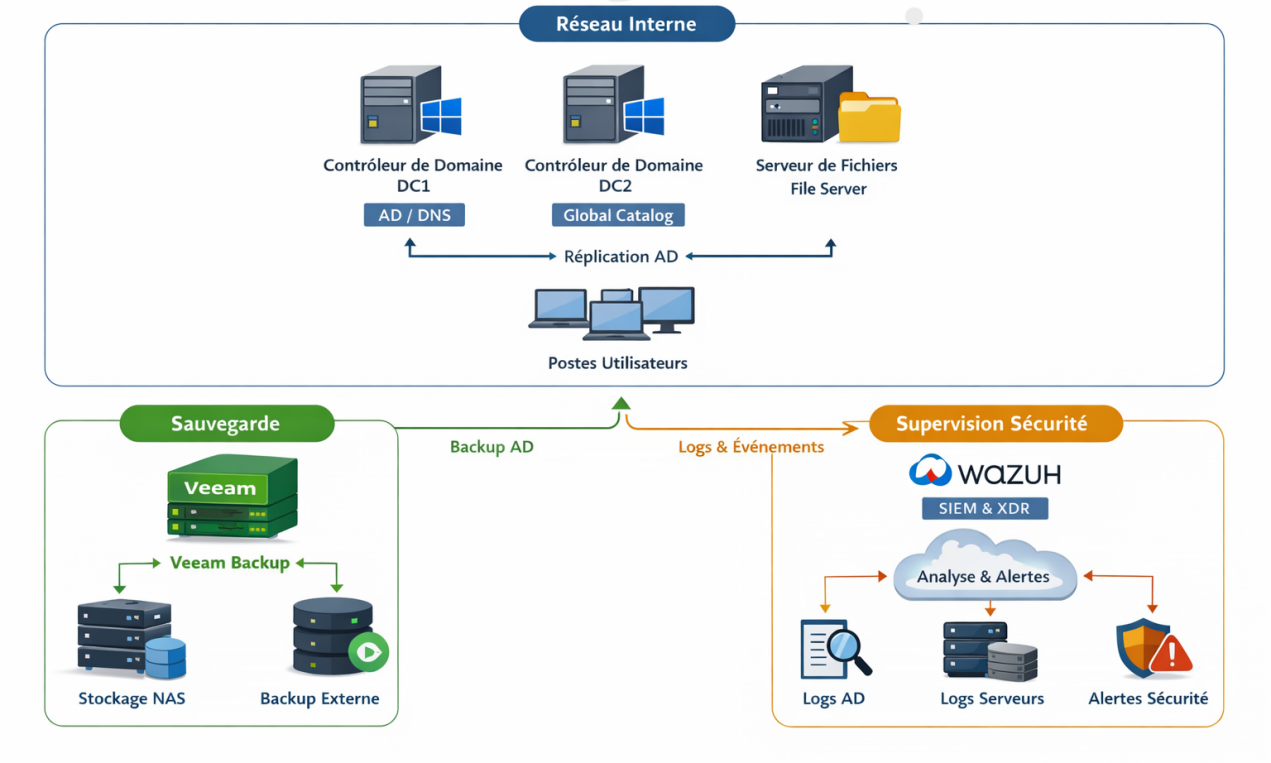 Réseau Interne
Contróleur de Domaine
DC1
AD / DNS
Contróleur de Domaine
DC2
Global Catalog
Serveur de Fichiers
File Server
Réplication AD
Postes Utilisateurs
Sauvegarde
Backup AD
Logs & Événements
Supervision Sécurité
Veeam
Veeam Backup
Stockage NAS
Backup Externe
wazuh
SIEM & XDR
Analyse & Alertes
Logs AD
Logs Serveurs
Alertes Sécurité